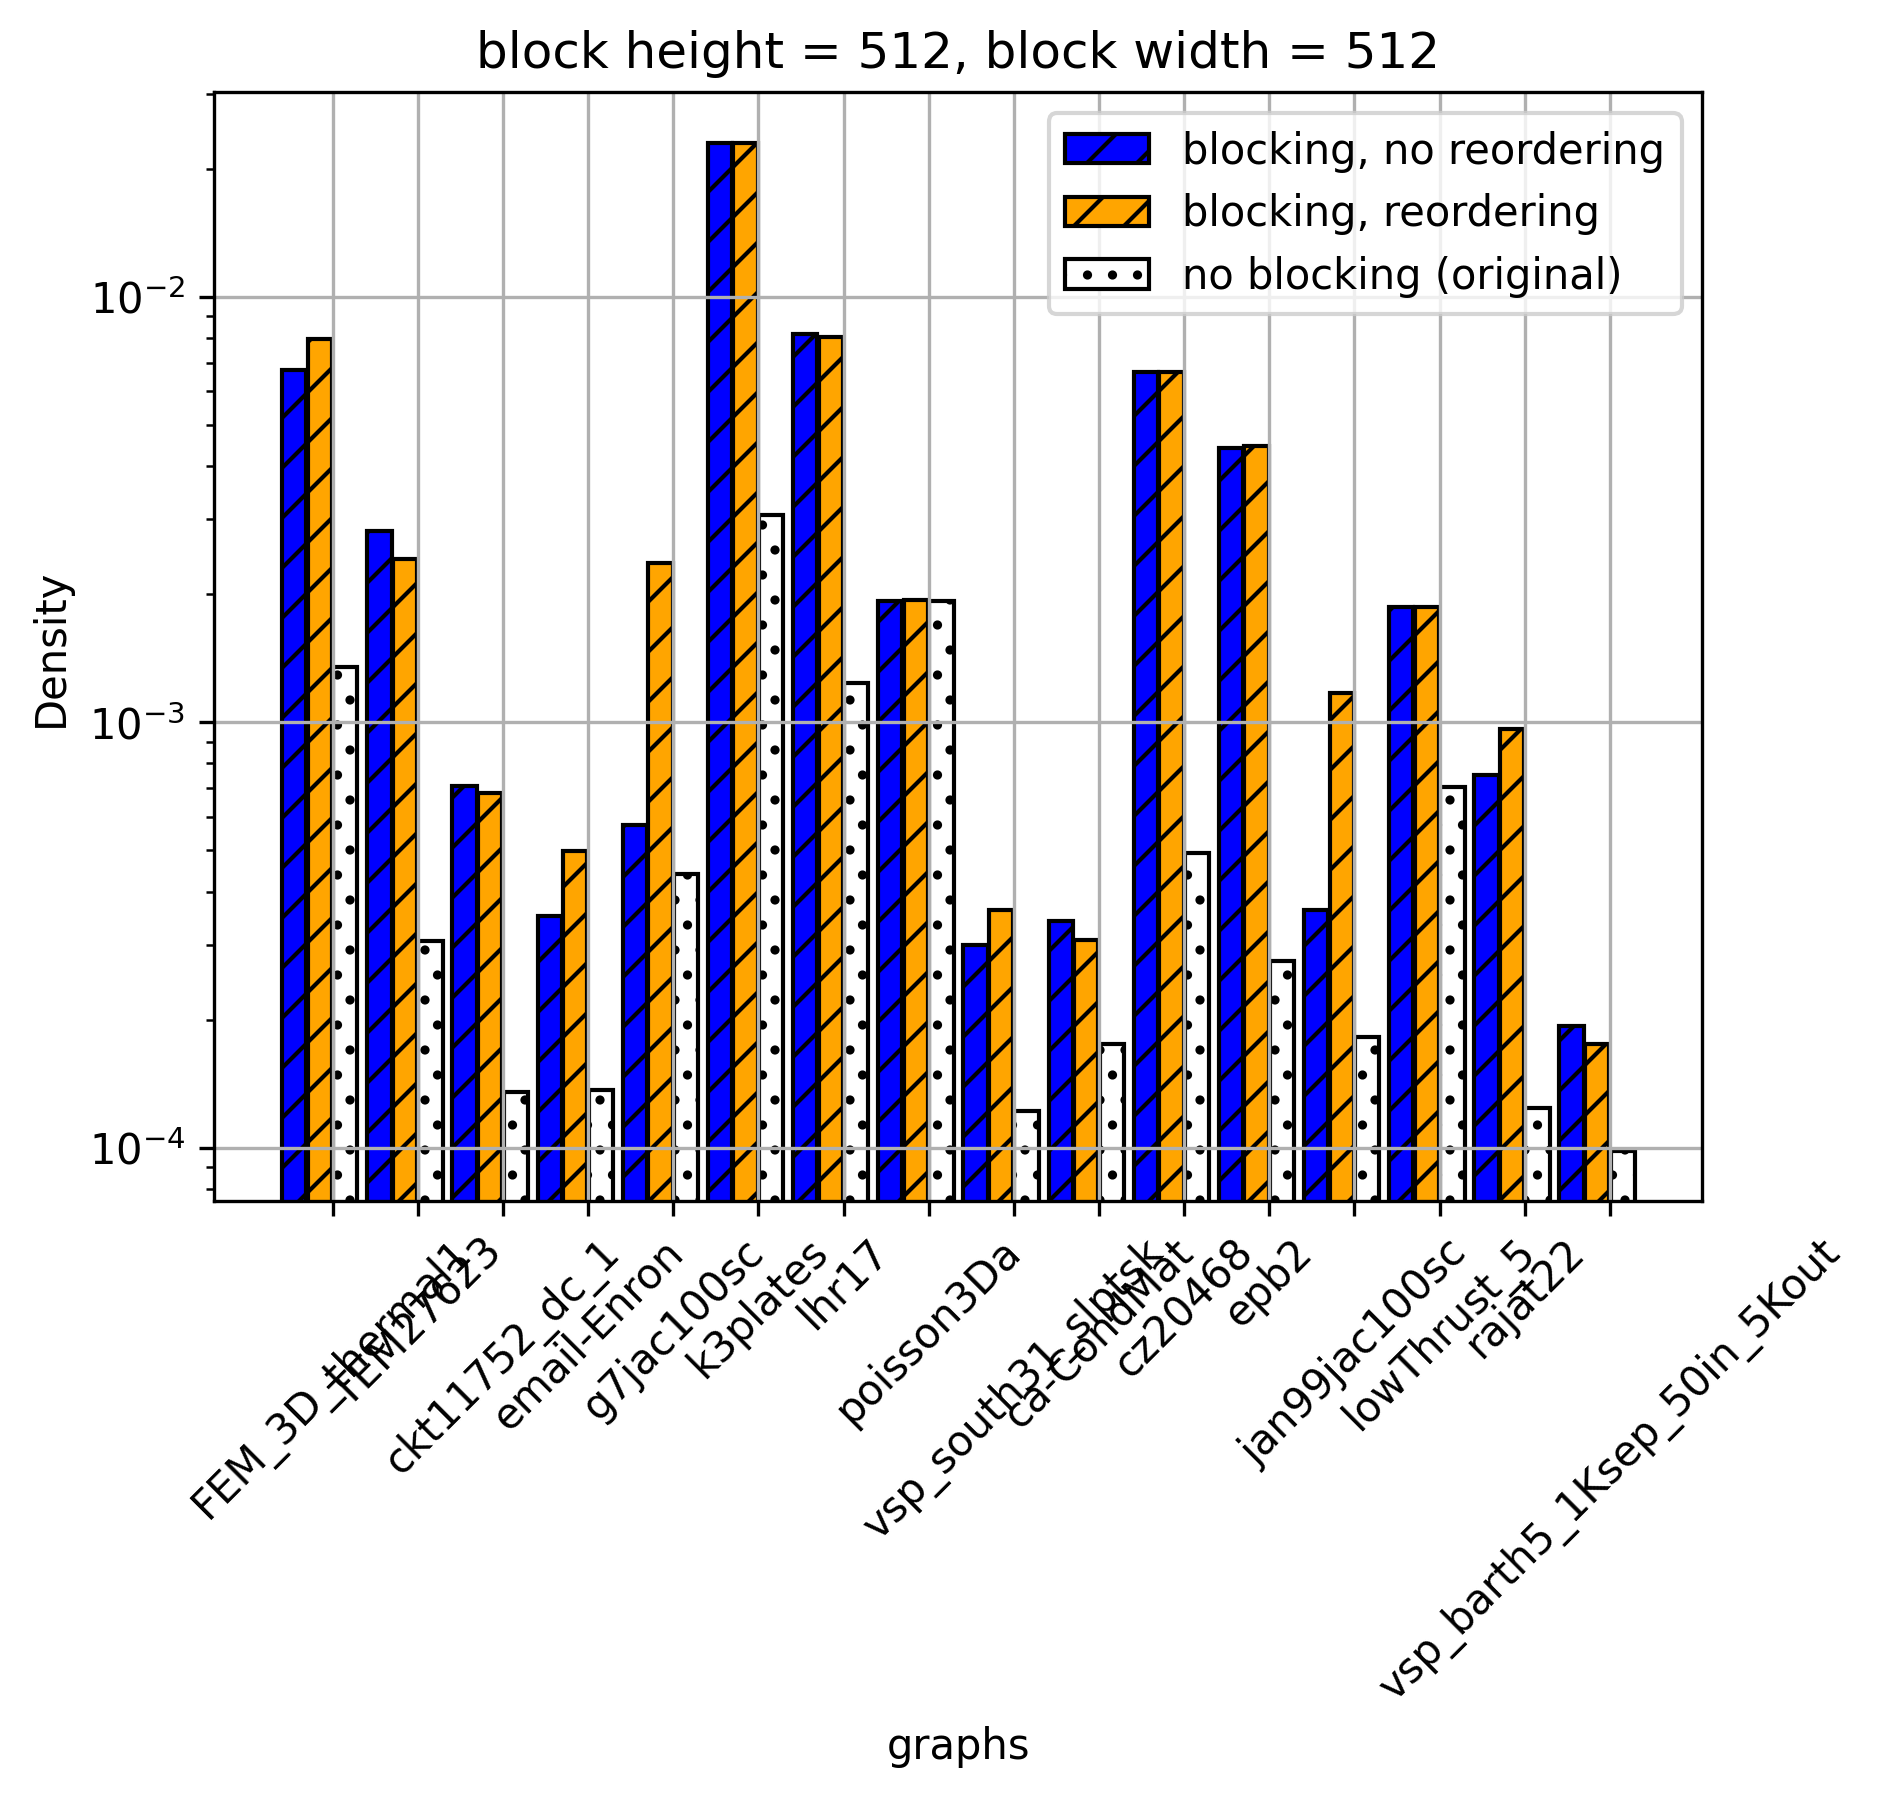 block height = 512, block width = 512
blocking, no reordering
blocking, reordering
no blocking (original)
10⁻²
10⁻³
10⁻⁴
Density
FEM_3D_thermal1
FEM27623
ckt11752_dc_1
email-Enron
g7jac100sc
k3plates
lhr17
poisson3Da
vsp_south31_slptsk
ca-CondMat
cz20468
epb2
jan99jac100sc
lowThrust_5
rajat22
vsp_barth5_1Ksep_50in_5Kout
graphs